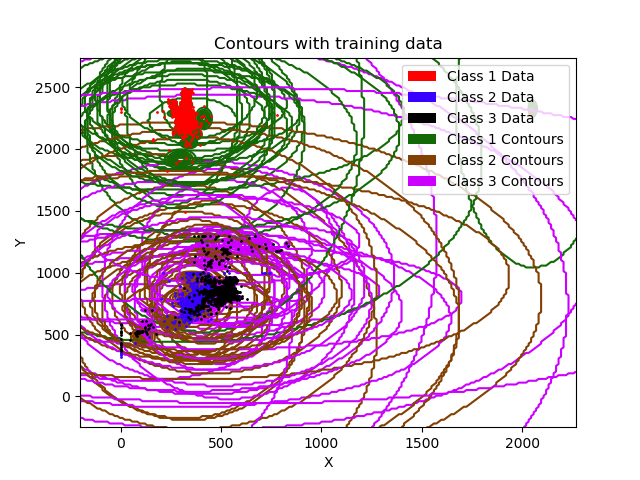 Contours with training data
Class 1 Data
Class 2 Data
Class 3 Data
Class 1 Contours
Class 2 Contours
Class 3 Contours
2500
2000
1500
1000
500
0
Y
0 500 1000 1500 2000
X